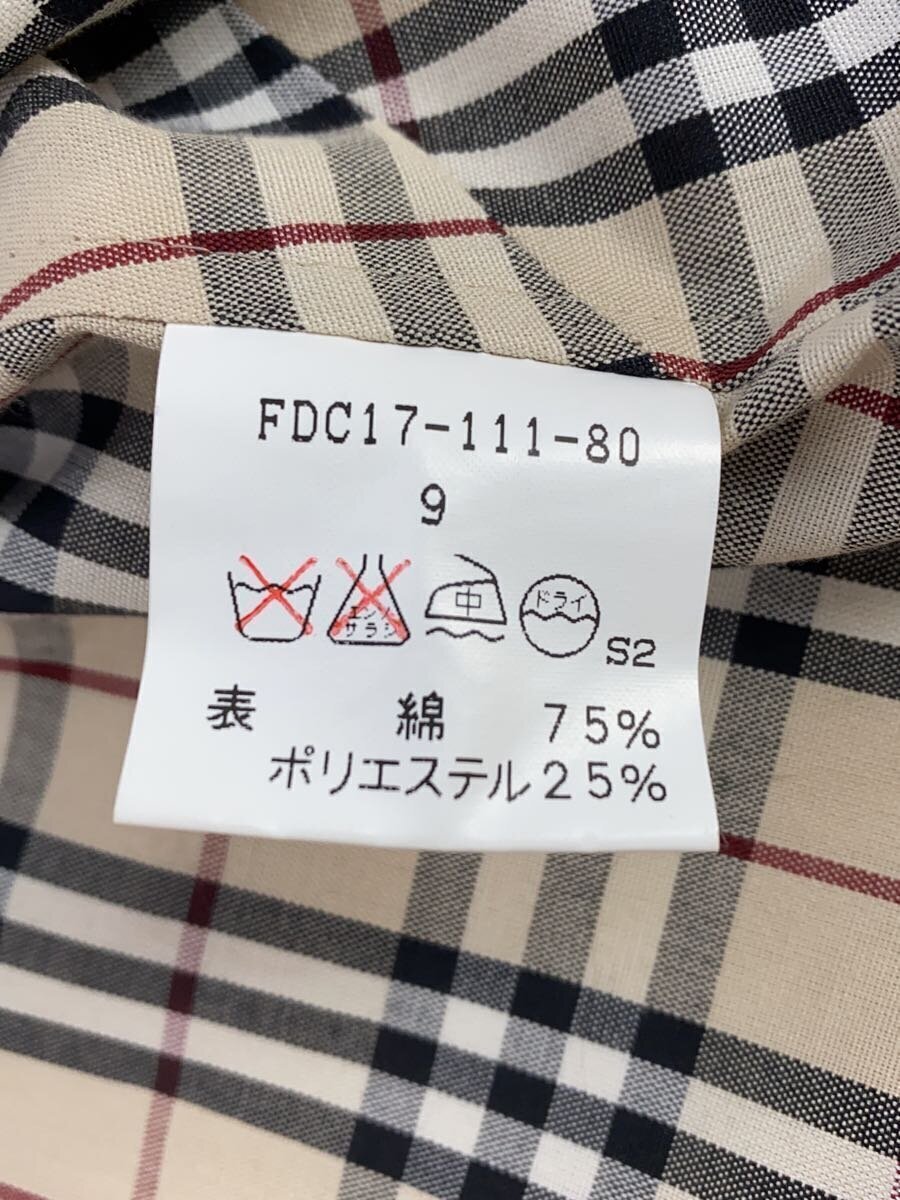 FDC17-111-80
9
エンソ
サラシ
中
ドライ
S2
表 綿 75%
ポリエステル25%